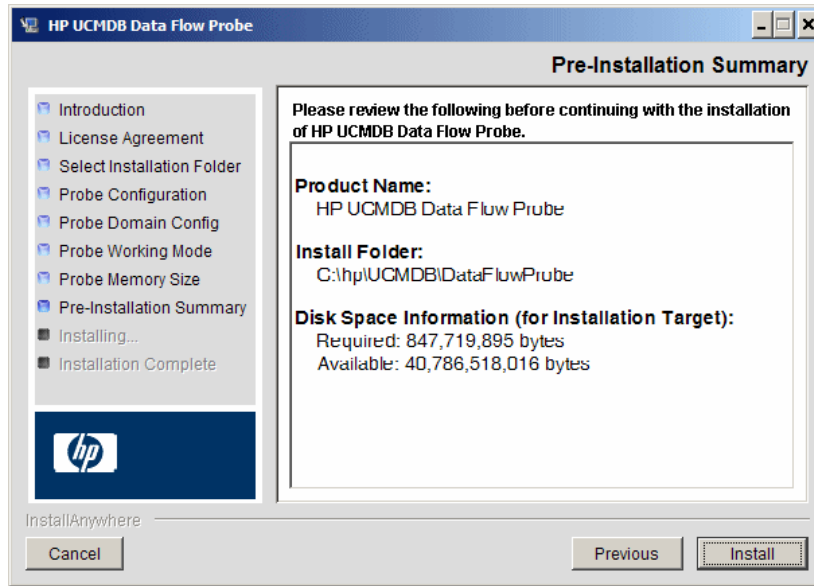 HP UCMDB Data Flow Probe
Pre-Installation Summary
Introduction
License Agreement
Select Installation Folder
Probe Configuration
Probe Domain Config
Probe Working Mode
Probe Memory Size
Pre-Installation Summary
Installing...
Installation Complete
Please review the following before continuing with the installation
of HP UCMDB Data Flow Probe.
Product Name:
HP UCMDB Data Flow Probe
Install Folder:
C:\hp\UCMDB\DataFlowProbe
Disk Space Information (for Installation Target):
Required: 847,719,895 bytes
Available: 40,786,518,016 bytes
hp
InstallAnywhere
Cancel
Previous
Install